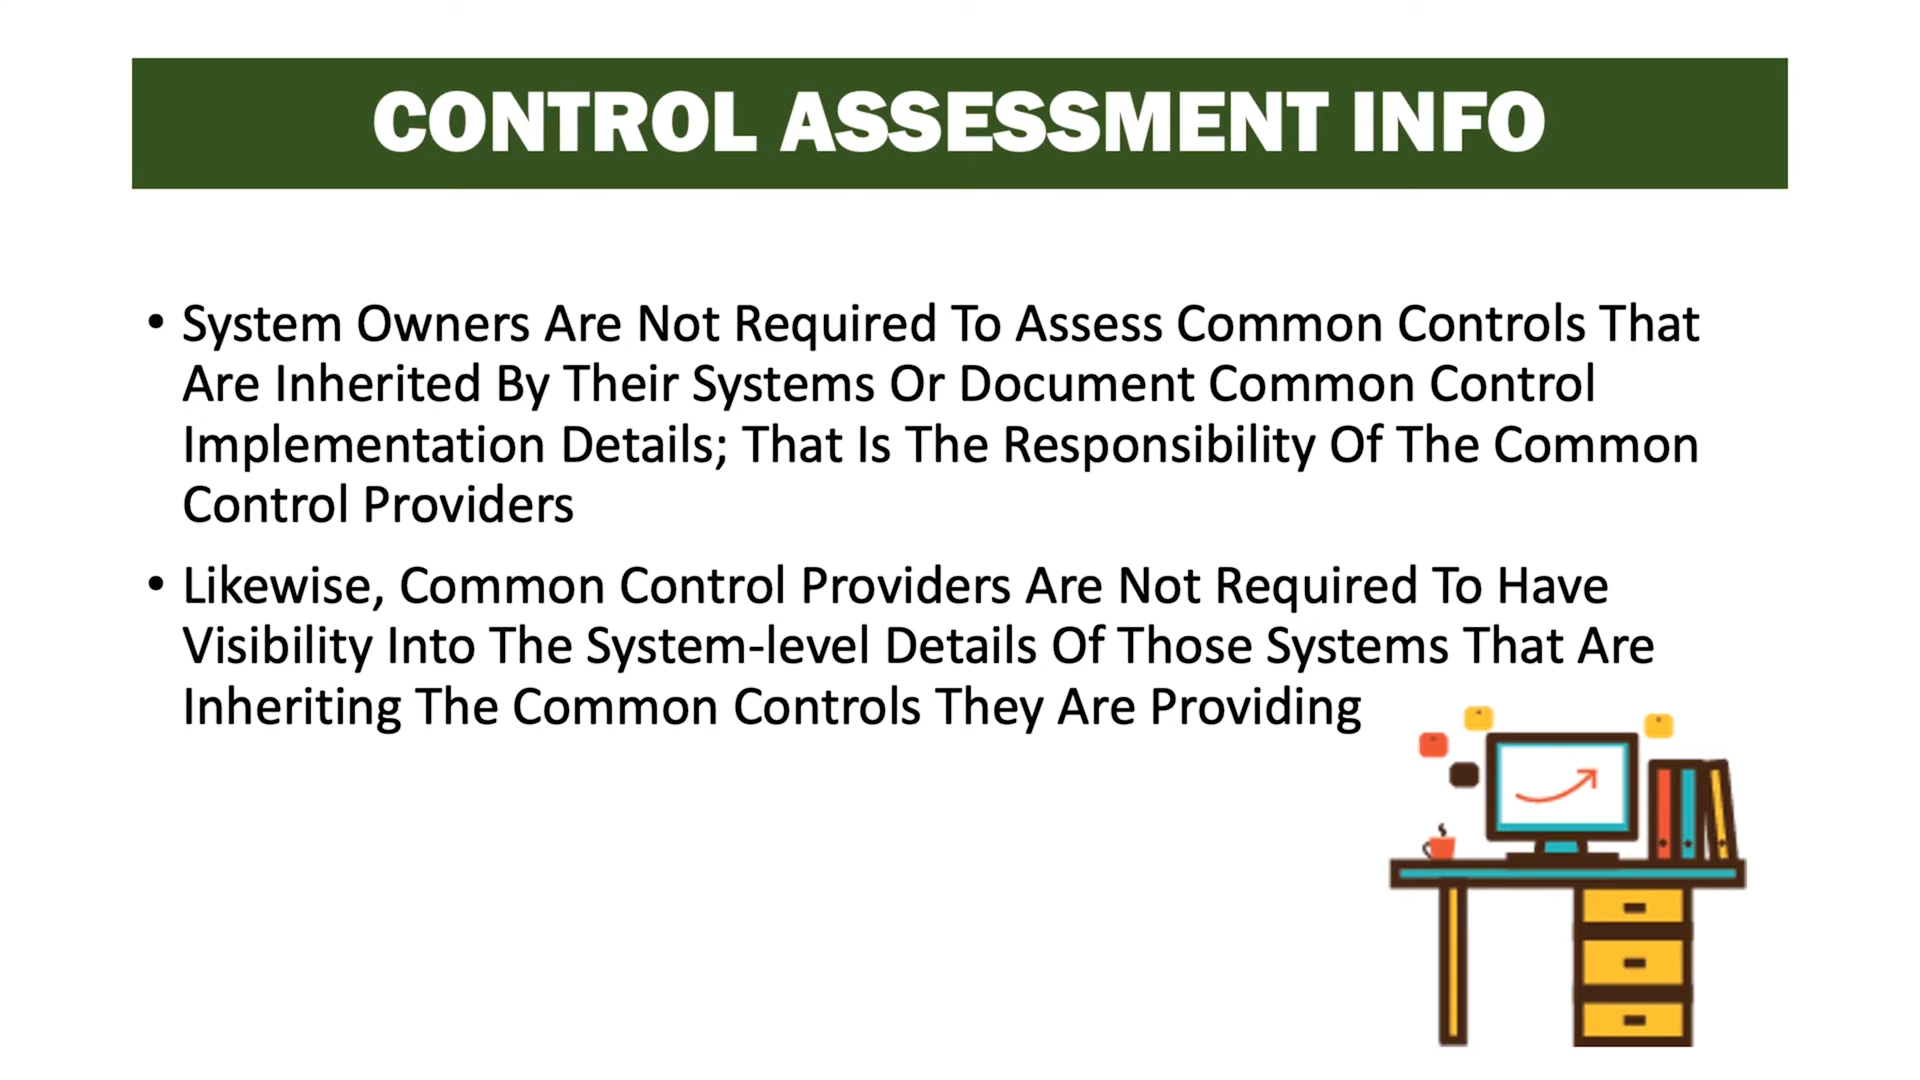 CONTROL ASSESSMENT INFO
• System Owners Are Not Required To Assess Common Controls That
Are Inherited By Their Systems Or Document Common Control
Implementation Details; That Is The Responsibility Of The Common
Control Providers
• Likewise, Common Control Providers Are Not Required To Have
Visibility Into The System-level Details Of Those Systems That Are
Inheriting The Common Controls They Are Providing